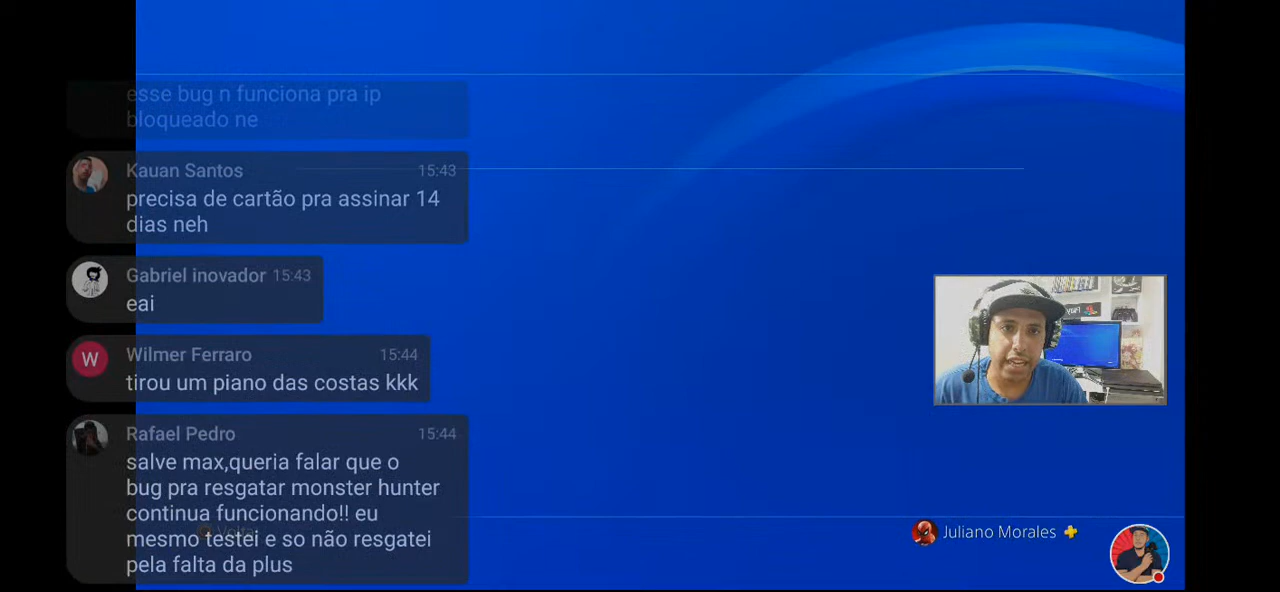 esse bug n funciona pra ip
bloqueado ne
Kauan Santos 15:43
precisa de cartão pra assinar 14
dias neh
Gabriel inovador 15:43
eai
W
Wilmer Ferraro 15:44
tirou um piano das costas kkk
Rafael Pedro 15:44
salve max,queria falar que o
bug pra resgatar monster hunter
continua funcionando!! eu
mesmo testei e so não resgatei
pela falta da plus
Voltar
Juliano Morales